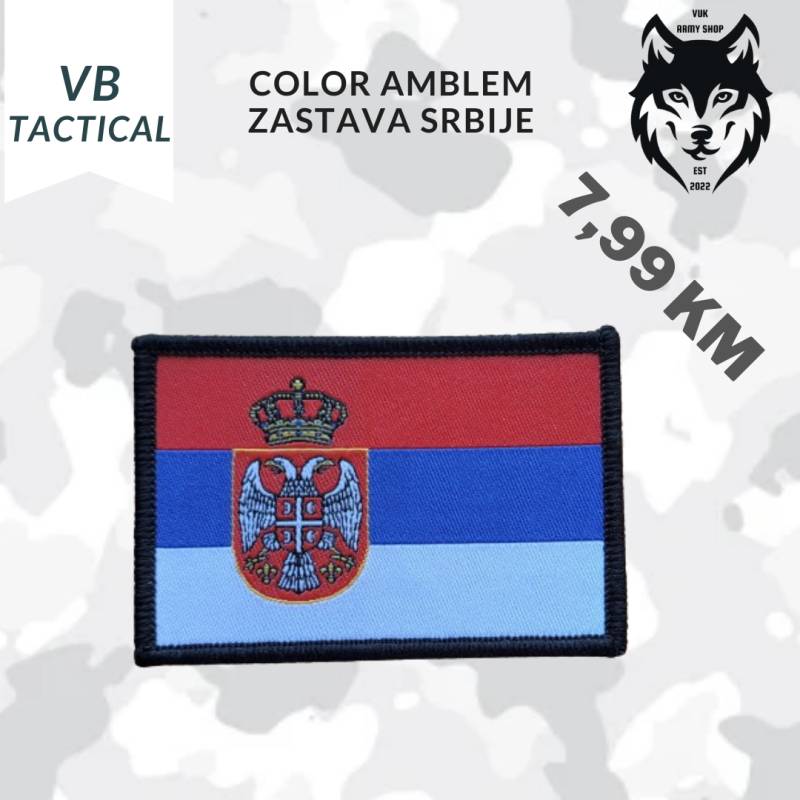 VB
TACTICAL
COLOR AMBLEM
ZASTAVA SRBIJE
VUK
ARMY SHOP
EST
2022
7,99 KM